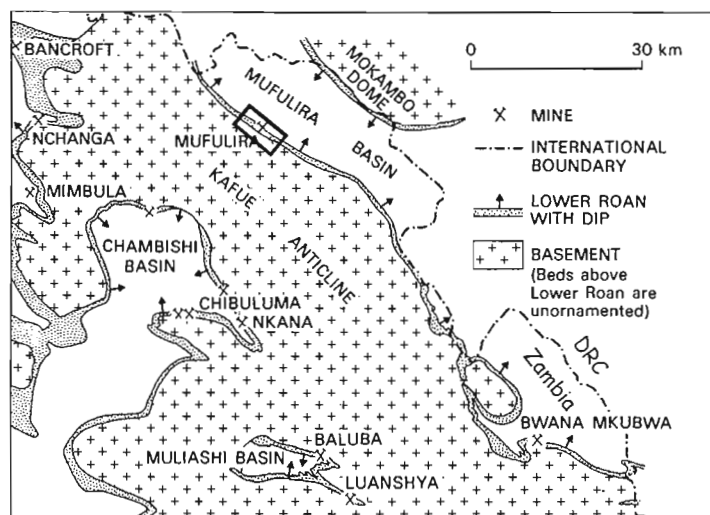 BANCROFT
NCHANGA
MIMBULA
CHAMBISHI
BASIN
CHIBULUMA
NKANA
MULIASHI BASIN
BALUBA
LUANSHYA
MUFULIRA
KAFUE
ANTICLINE
MUFULIRA
BASIN
MOKAMBO
DOME
DRC
Zambia
BWANA MKUBWA
0 30 km
MINE
INTERNATIONAL
BOUNDARY
LOWER ROAN
WITH DIP
BASEMENT
(Beds above
Lower Roan are
unornamented)